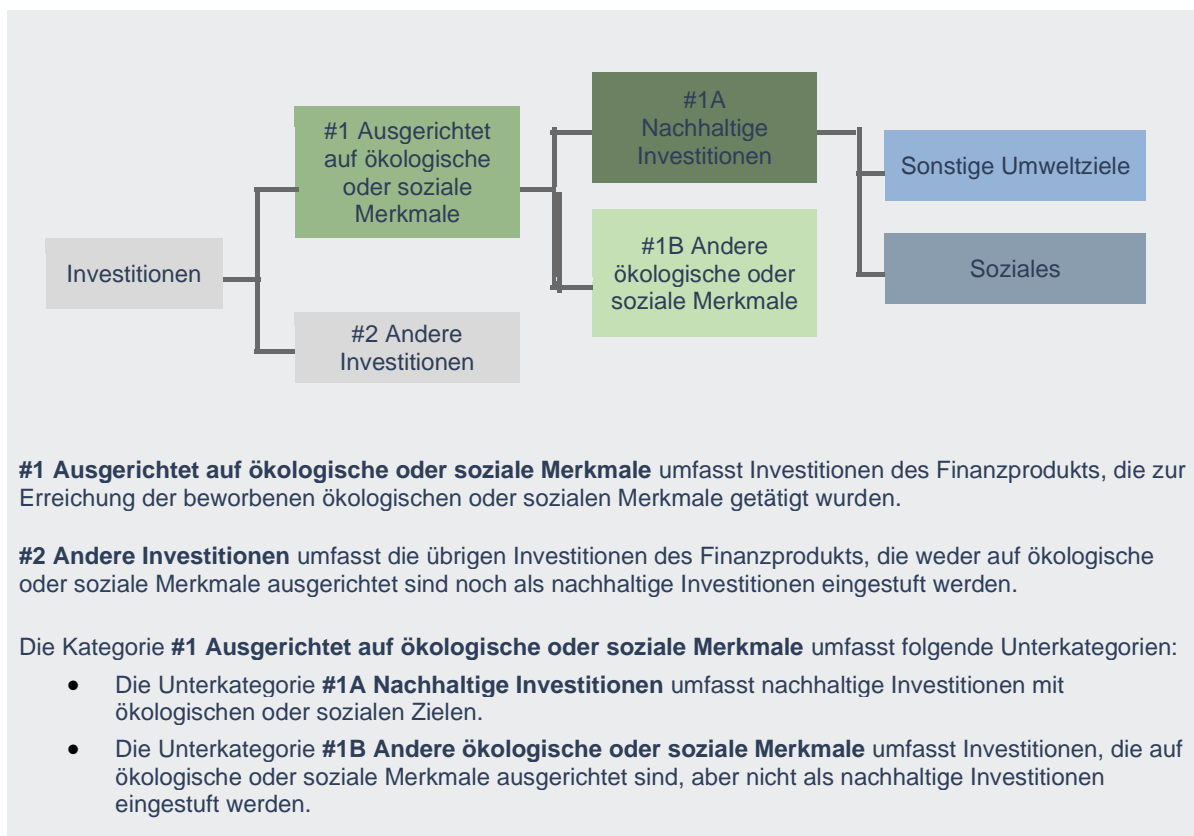 #1A
Nachhaltige
Investitionen
#1 Ausgerichtet
auf ökologische
oder soziale
Merkmale
Sonstige Umweltziele
#1B Andere
ökologische oder
soziale Merkmale
Soziales
Investitionen
#2 Andere
Investitionen
#1 Ausgerichtet auf ökologische oder soziale Merkmale umfasst Investitionen des Finanzprodukts, die zur
Erreichung der beworbenen ökologischen oder sozialen Merkmale getätigt wurden.
#2 Andere Investitionen umfasst die übrigen Investitionen des Finanzprodukts, die weder auf ökologische
oder soziale Merkmale ausgerichtet sind noch als nachhaltige Investitionen eingestuft werden.
Die Kategorie #1 Ausgerichtet auf ökologische oder soziale Merkmale umfasst folgende Unterkategorien:
• Die Unterkategorie #1A Nachhaltige Investitionen umfasst nachhaltige Investitionen mit
ökologischen oder sozialen Zielen.
• Die Unterkategorie #1B Andere ökologische oder soziale Merkmale umfasst Investitionen, die auf
ökologische oder soziale Merkmale ausgerichtet sind, aber nicht als nachhaltige Investitionen
eingestuft werden.